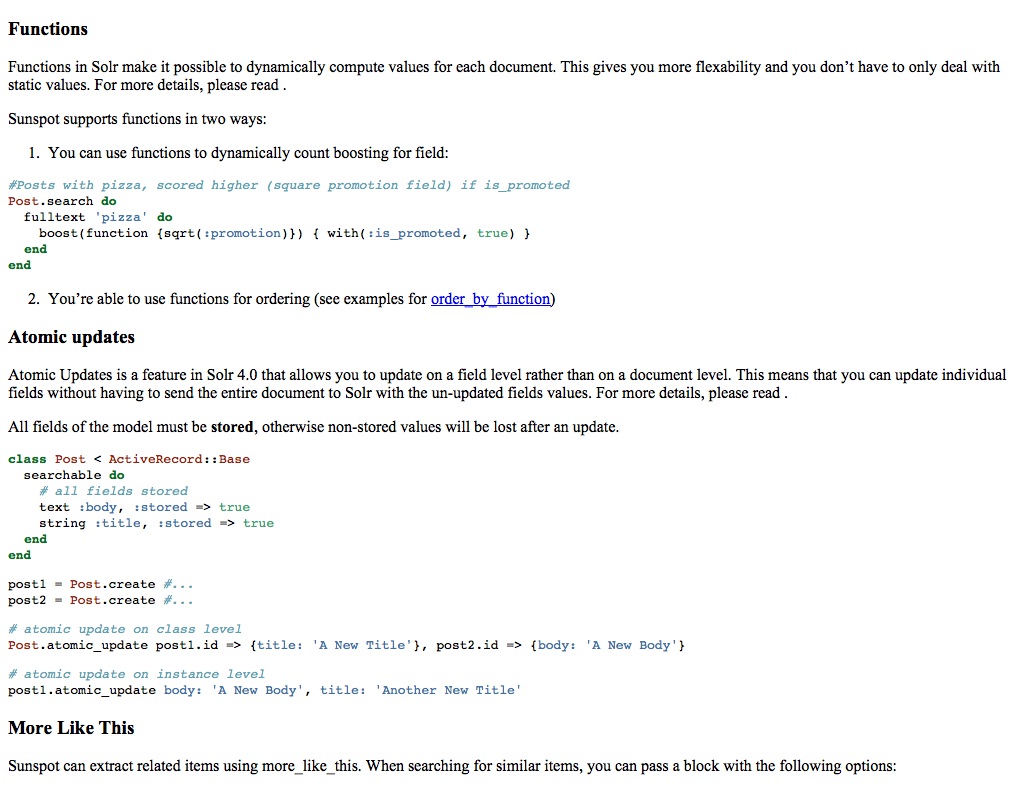 Functions
Functions in Solr make it possible to dynamically compute values for each document. This gives you more flexability and you don’t have to only deal with
static values. For more details, please read .
Sunspot supports functions in two ways:
1. You can use functions to dynamically count boosting for field:
#Posts with pizza, scored higher (square promotion field) if is_promoted
Post.search do
  fulltext 'pizza' do
    boost(function {sqrt(:promotion)}) { with(:is_promoted, true) }
  end
end
2. You’re able to use functions for ordering (see examples for order_by_function)
Atomic updates
Atomic Updates is a feature in Solr 4.0 that allows you to update on a field level rather than on a document level. This means that you can update individual
fields without having to send the entire document to Solr with the un-updated fields values. For more details, please read .
All fields of the model must be stored, otherwise non-stored values will be lost after an update.
class Post < ActiveRecord::Base
  searchable do
    # all fields stored
    text :body, :stored => true
    string :title, :stored => true
  end
end
post1 = Post.create #...
post2 = Post.create #...
# atomic update on class level
Post.atomic_update post1.id => {title: 'A New Title'}, post2.id => {body: 'A New Body'}
# atomic update on instance level
post1.atomic_update body: 'A New Body', title: 'Another New Title'
More Like This
Sunspot can extract related items using more_like_this. When searching for similar items, you can pass a block with the following options: